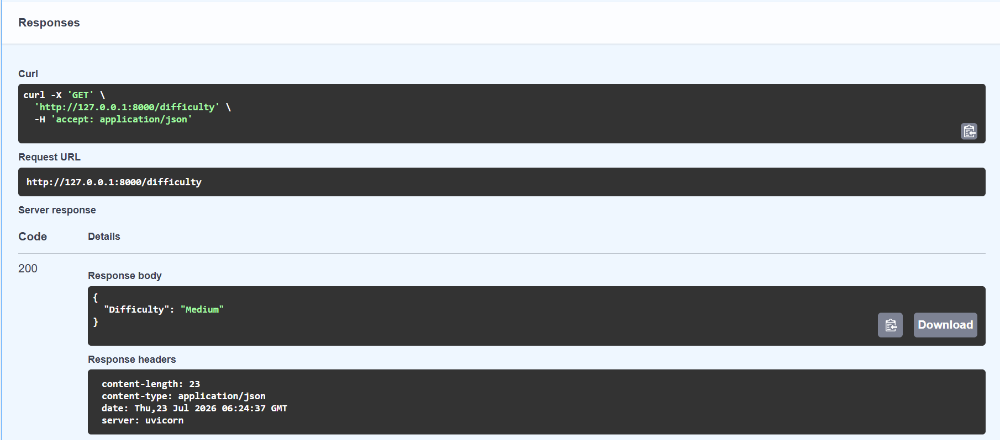 Responses
Curl
curl -X 'GET' \
  'http://127.0.0.1:8000/difficulty' \
  -H 'accept: application/json'
Request URL
http://127.0.0.1:8000/difficulty
Server response
Code Details
200
Response body
{
  "Difficulty": "Medium"
}
Download
Response headers
content-length: 23
content-type: application/json
date: Thu,23 Jul 2026 06:24:37 GMT
server: uvicorn